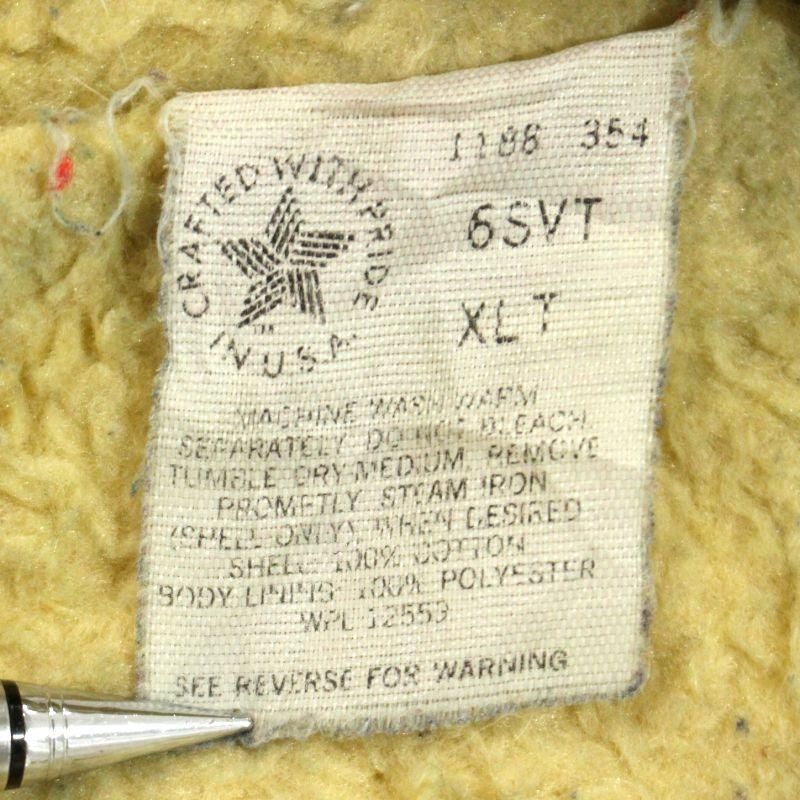 1188 354
CRAFTED WITH PRIDE
IN U.S.A.
TM
6SVT
XLT
MACHINE WASH WARM
SEPARATELY. DO NOT BLEACH.
TUMBLE DRY MEDIUM. REMOVE
PROMPTLY. STEAM IRON
(SHELL ONLY), WHEN DESIRED
SHELL: 100% COTTON
BODY LINING: 100% POLYESTER
WPL 12559
SEE REVERSE FOR WARNING